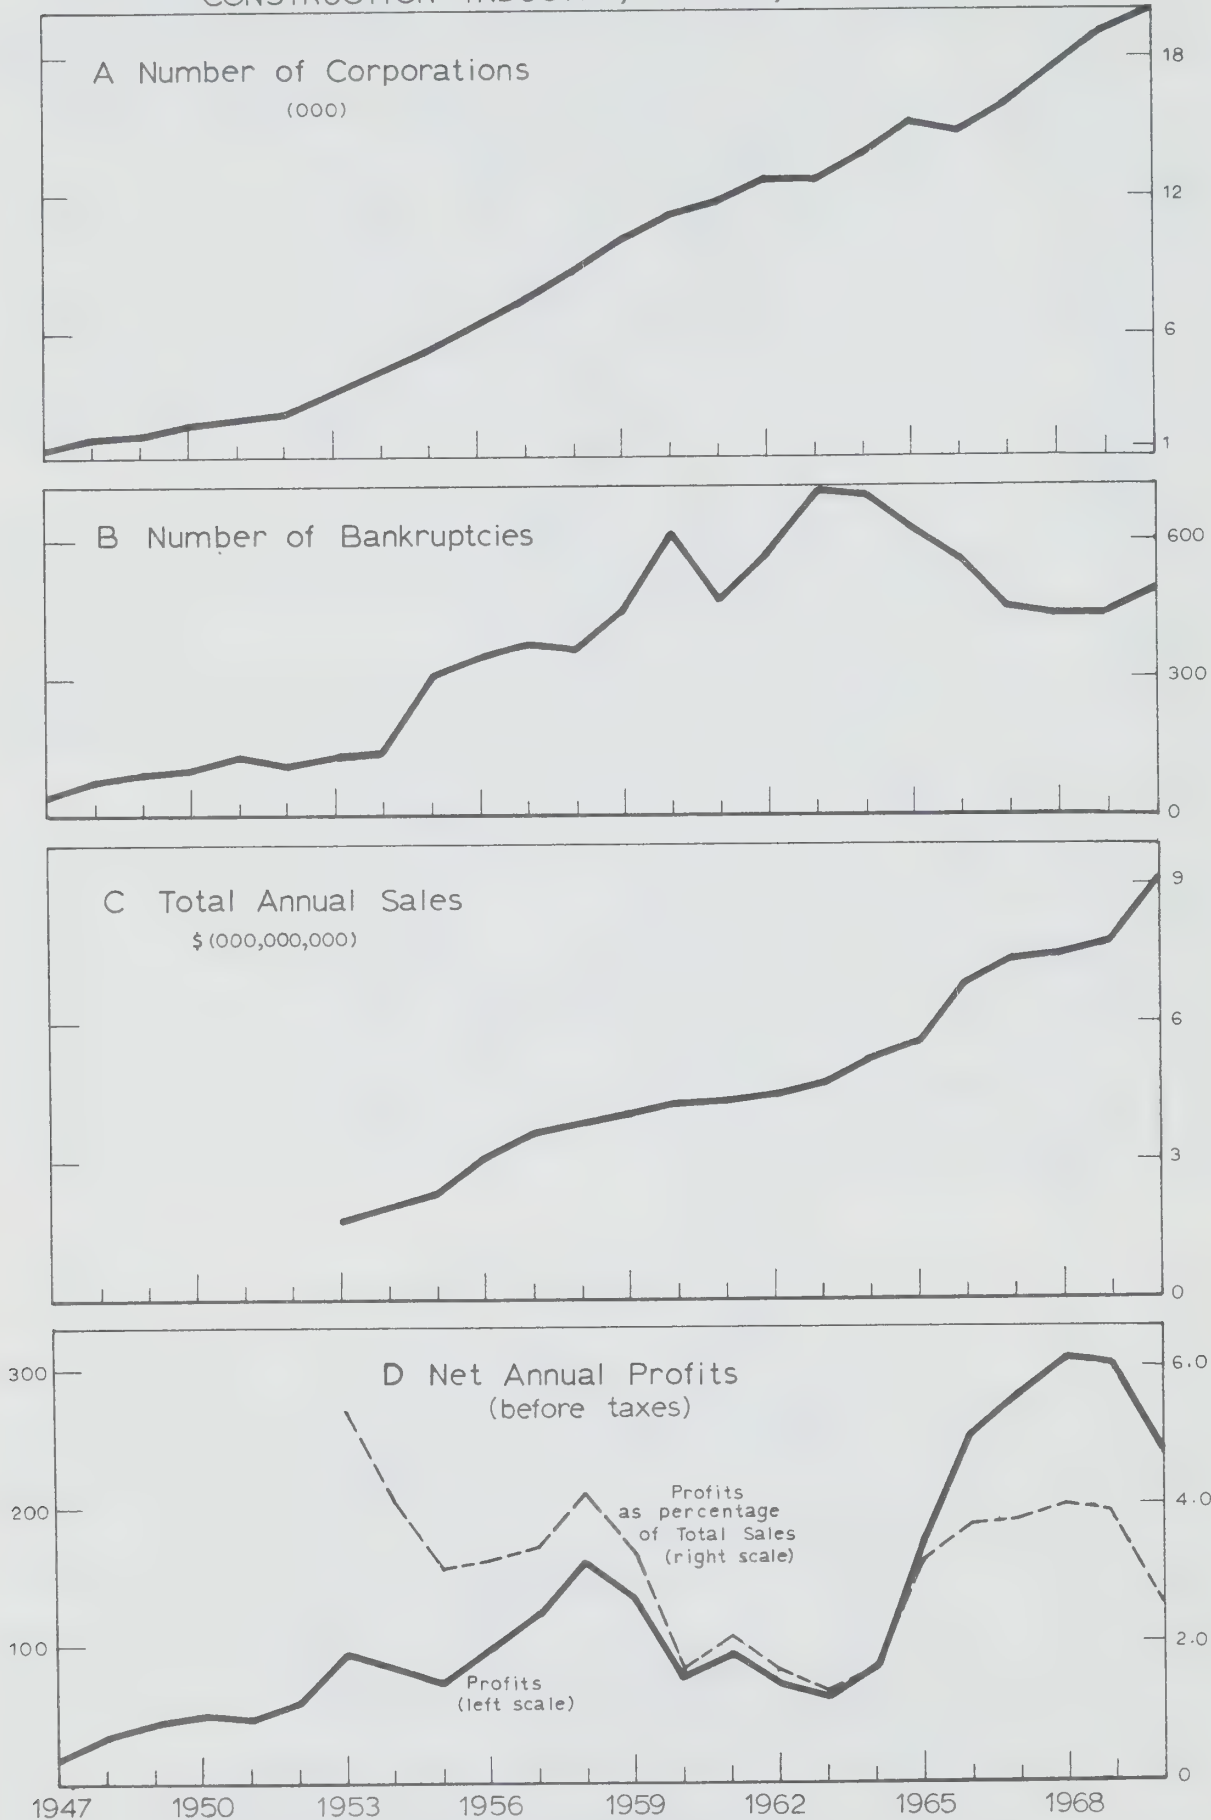 A Number of Corporations
(000)
18
12
6
1
B Number of Bankruptcies
600
300
0
C Total Annual Sales
$ (000,000,000)
9
6
3
0
D Net Annual Profits
(before taxes)
300
200
100
6.0
4.0
2.0
0
Profits
as percentage
of Total Sales
(right scale)
Profits
(left scale)
1947 1950 1953 1956 1959 1962 1965 1968